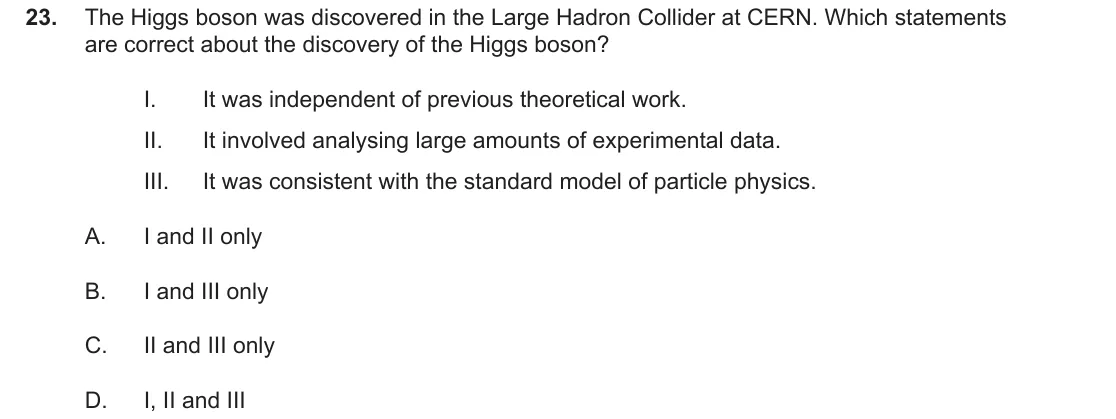 23. The Higgs boson was discovered in the Large Hadron Collider at CERN. Which statements
are correct about the discovery of the Higgs boson?
I. It was independent of previous theoretical work.
II. It involved analysing large amounts of experimental data.
III. It was consistent with the standard model of particle physics.
A. I and II only
B. I and III only
C. II and III only
D. I, II and III